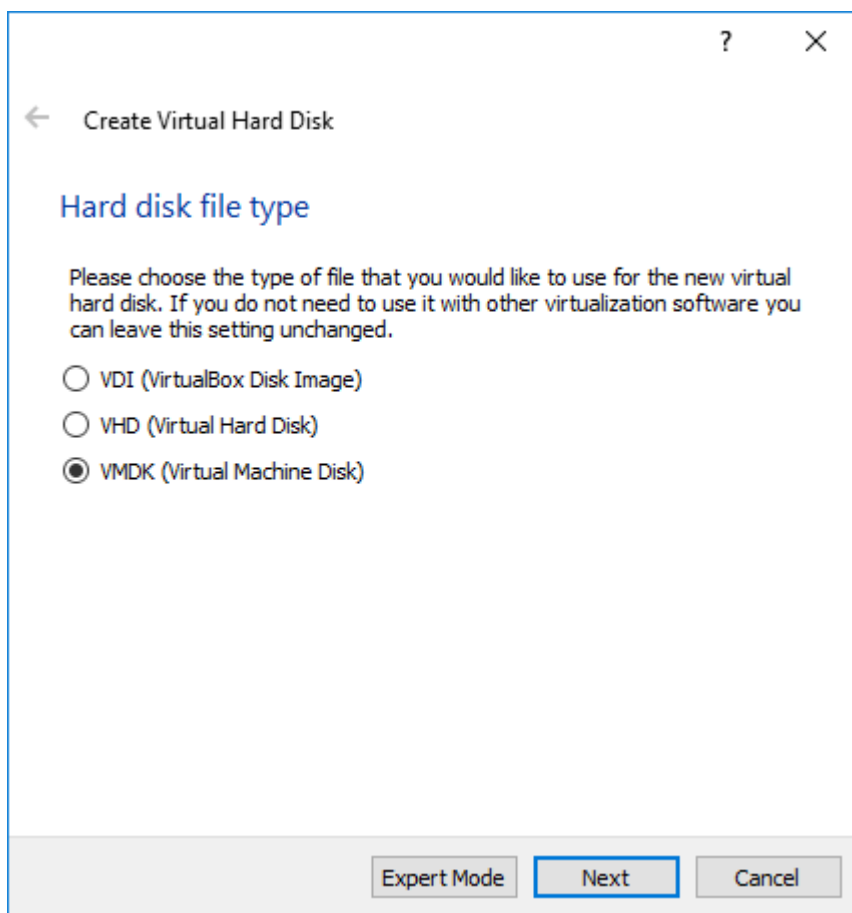 ?
Create Virtual Hard Disk
Hard disk file type
Please choose the type of file that you would like to use for the new virtual
hard disk. If you do not need to use it with other virtualization software you
can leave this setting unchanged.
VDI (VirtualBox Disk Image)
VHD (Virtual Hard Disk)
VMDK (Virtual Machine Disk)
Expert Mode Next Cancel